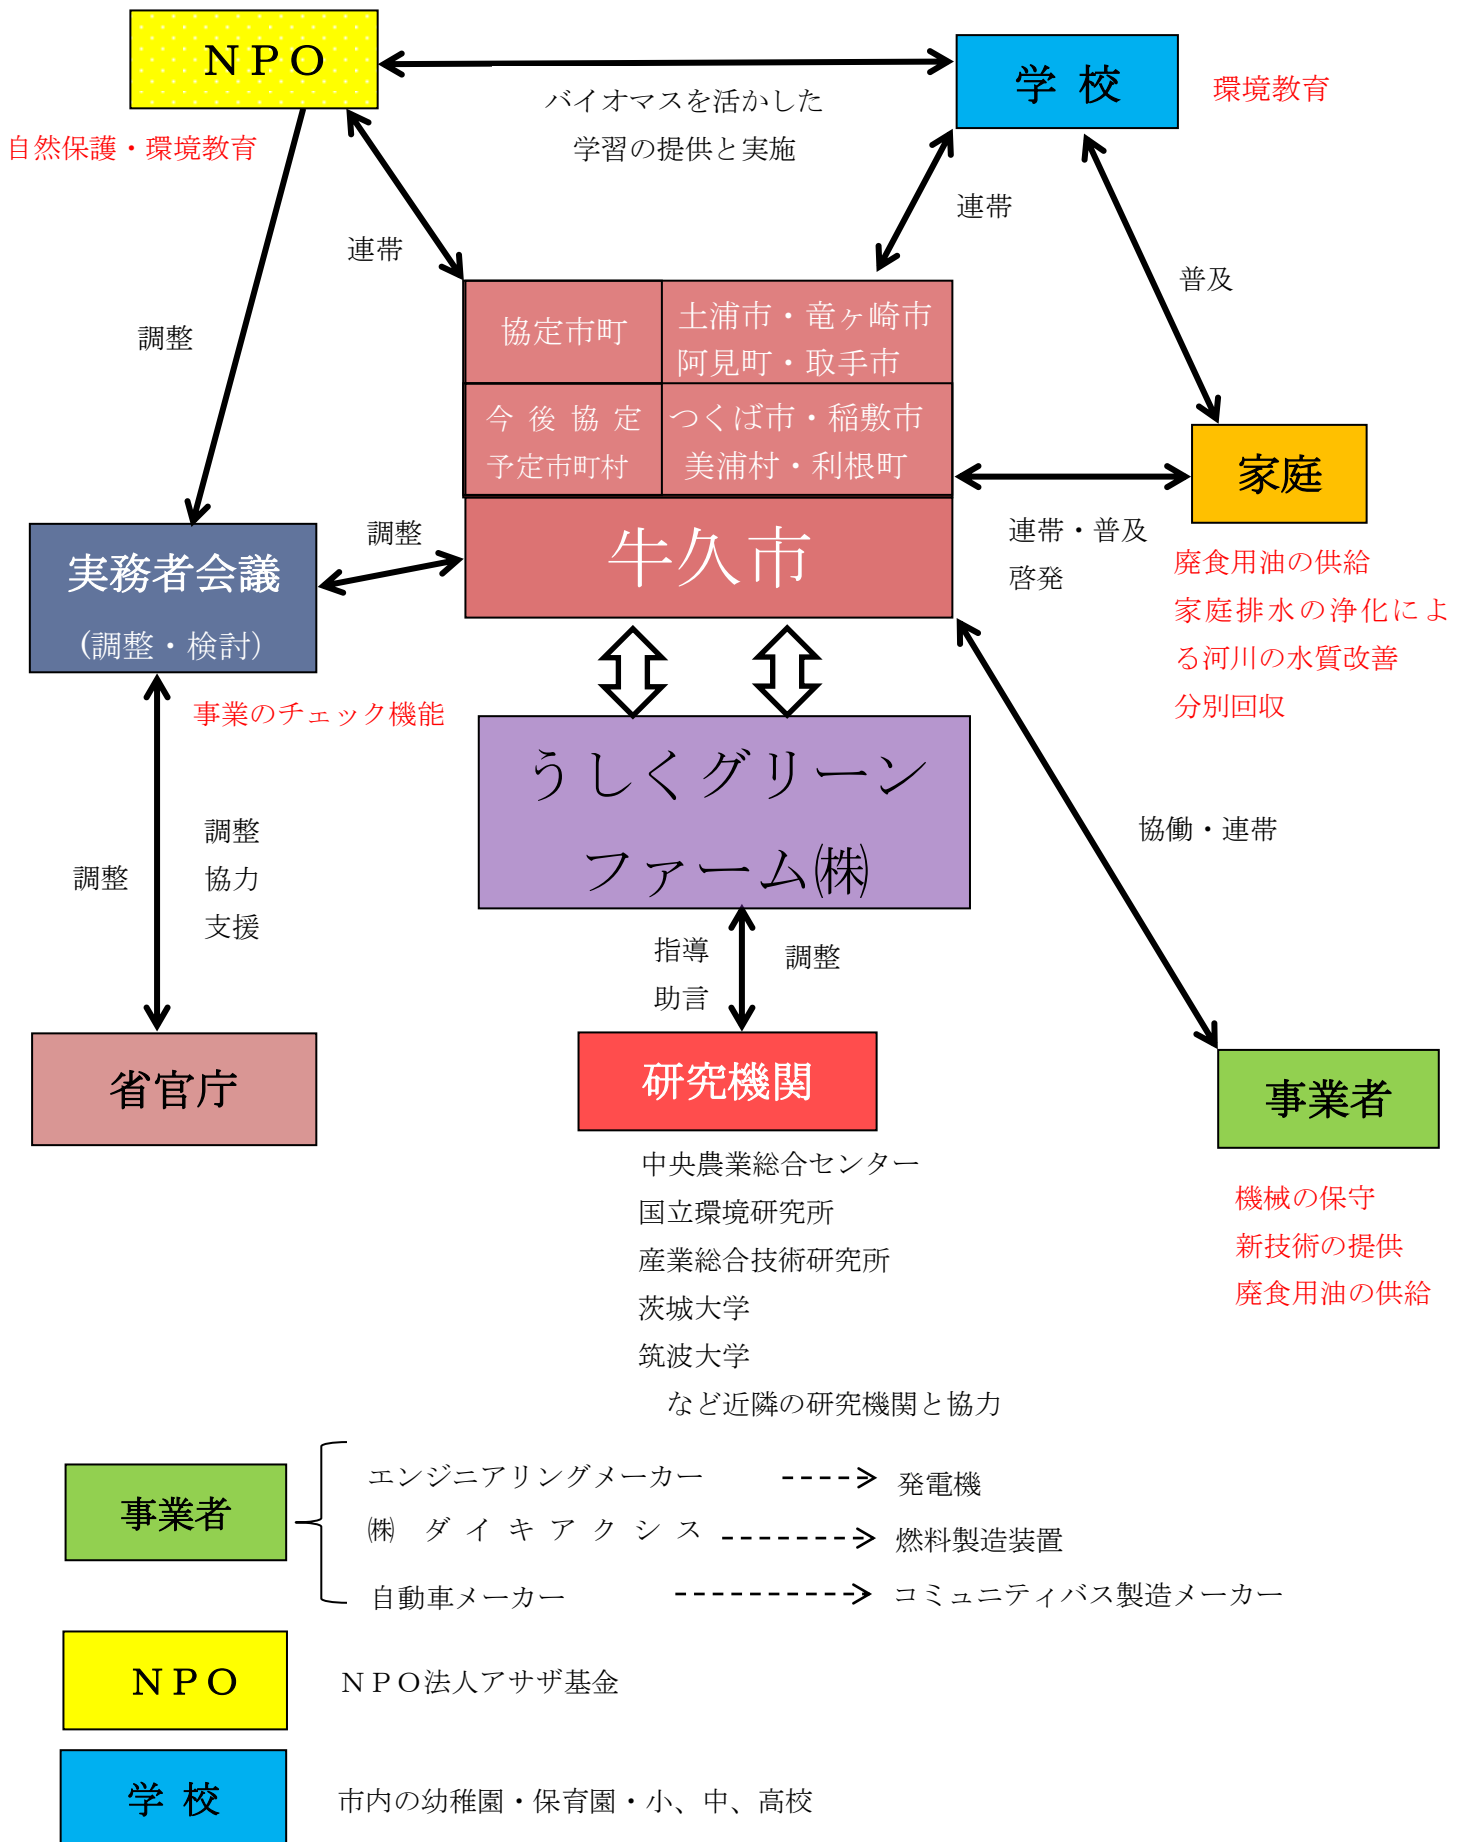 ＮＰＯ
学 校
環境教育
バイオマスを活かした
学習の提供と実施
自然保護・環境教育
連帯
連帯
普及
調整
協定市町
土浦市・竜ヶ崎市
阿見町・取手市
今後協定
予定市町村
つくば市・稲敷市
美浦村・利根町
牛久市
家庭
連帯・普及
啓発
廃食用油の供給
家庭排水の浄化によ
る河川の水質改善
分別回収
調整
実務者会議
(調整・検討）
事業のチェック機能
うしくグリーン
ファーム㈱
協働・連帯
調整
調整
協力
支援
指導
助言
調整
省官庁
研究機関
事業者
中央農業総合センター
国立環境研究所
産業総合技術研究所
茨城大学
筑波大学
など近隣の研究機関と協力
機械の保守
新技術の提供
廃食用油の供給
事業者
エンジニアリングメーカー
発電機
㈱ ダイキアクシス
燃料製造装置
自動車メーカー
コミュニティバス製造メーカー
ＮＰＯ
ＮＰＯ法人アサザ基金
学 校
市内の幼稚園・保育園・小、中、高校